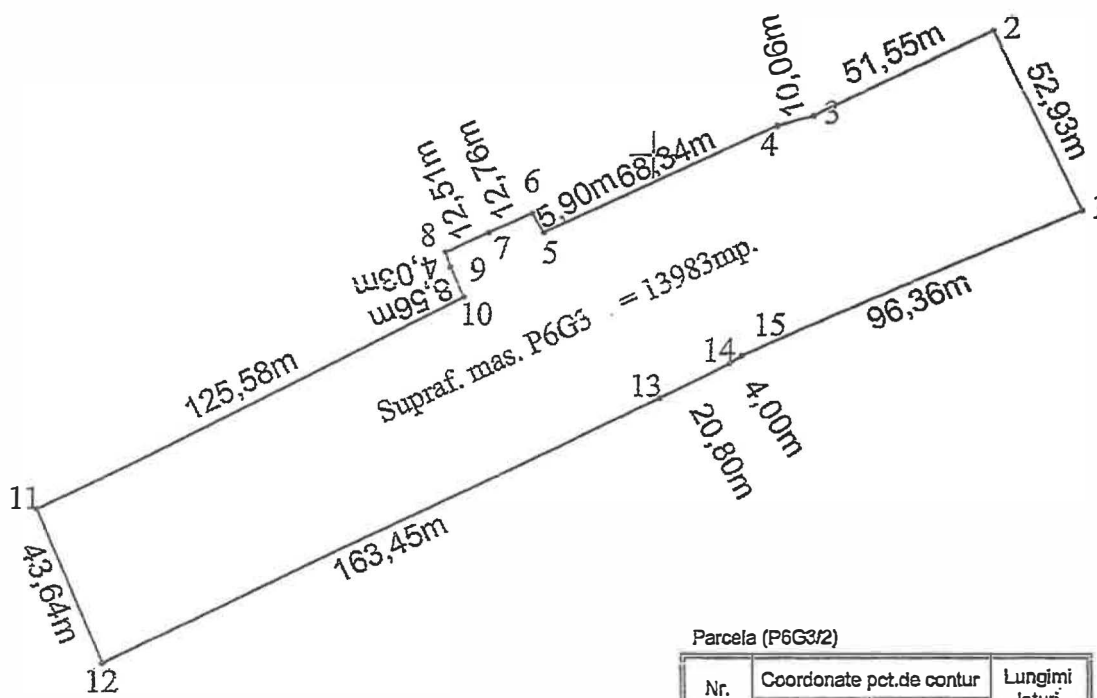 2
51,55m
10,06m
3
4
52,93m
12,76m
12,51m
6
5,90m
68,34m
8
7
5
4,03m
9
8,56m
10
Supraf. mas. P6G3 = 13983mp.
96,36m
15
14
13
4,00m
20,80m
125,58m
11
163,45m
43,64m
12
Parcela (P6G3/2)
Nr.
Coordonate pct.de contur
Lungimi
laturi